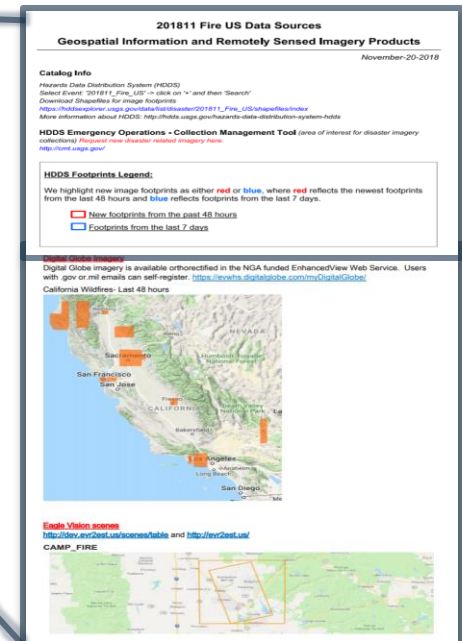 201811 Fire US Data Sources
Geospatial Information and Remotely Sensed Imagery Products
November-20-2018
Catalog Info
Hazards Data Distribution System (HDDS)
Select Event: '201811_Fire_US' -> click on '+' and then 'Search'
Download Shapefiles for image footprints
https://hddsexplorer.usgs.gov/data/list/disaster/201811_Fire_US/shapefiles/index
More information about HDDS: http://hdds.usgs.gov/hazards-data-distribution-system-hdds
HDDS Emergency Operations - Collection Management Tool (area of interest for disaster imagery
collections) Request new disaster related imagery here.
http://cmt.usgs.gov/
HDDS Footprints Legend:
We highlight new image footprints as either red or blue, where red reflects the newest footprints
from the last 48 hours and blue reflects footprints from the last 7 days.
New footprints from the past 48 hours
Footprints from the last 7 days
Digital Globe Imagery
Digital Globe imagery is available orthorectified in the NGA funded EnhancedView Web Service. Users
with .gov or.mil emails can self-register. https://evwhs.digitalglobe.com/myDigitalGlobe/
California Wildfires- Last 48 hours
NEVADA
Sacramento
Humboldt-Toiyabe
National Forest
San Francisco
San Jose
Fresno
CALIFORNIA
Death Valley
National Park
Bakersfield
Los Angeles
Anaheim
Long Beach
San Diego
Eagle Vision scenes
http://dev.evr2est.us/scenes/table and http://evr2est.us/
CAMP_FIRE